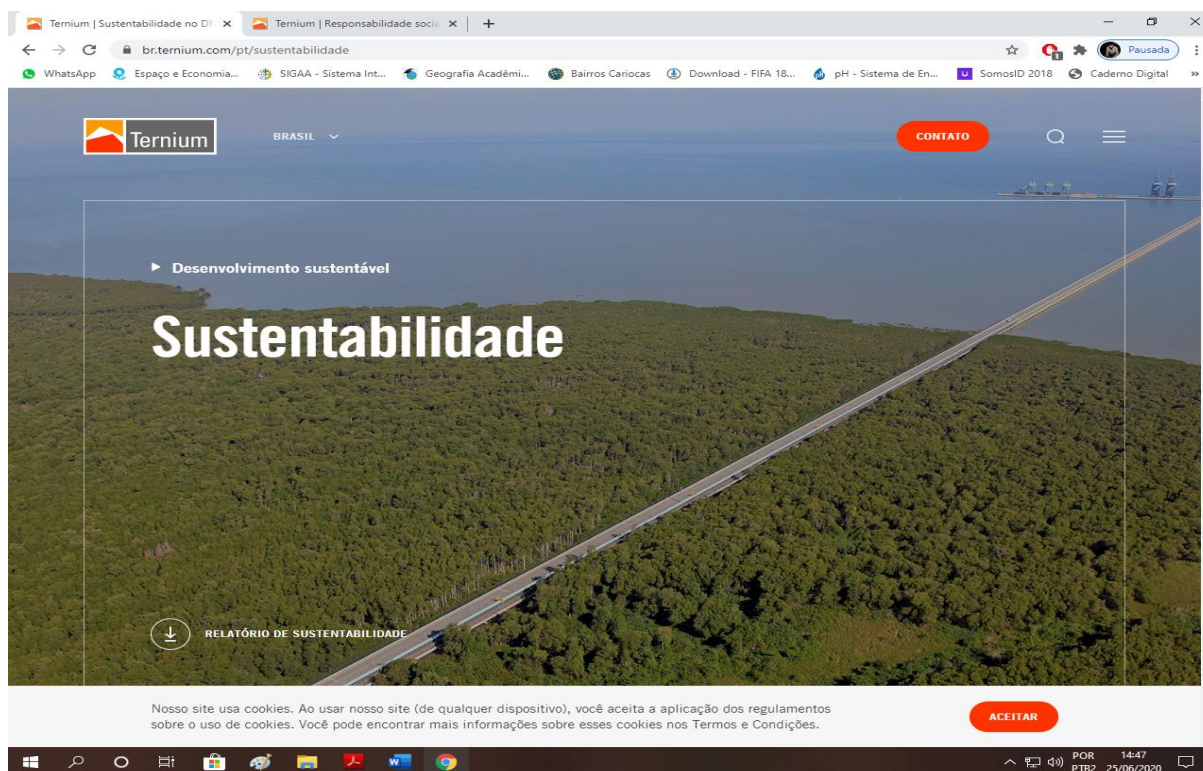 Ternium | Sustentabilidade no D
Ternium | Responsabilidade socia
br.ternium.com/pt/sustentabilidade
Pausada
WhatsApp
Espaço e Economia...
SIGAA - Sistema Int...
Geografia Acadêmi...
Bairros Cariocas
Download - FIFA 18...
pH - Sistema de En...
SomosID 2018
Caderno Digital
Ternium
BRASIL
CONTATO
Desenvolvimento sustentável
Sustentabilidade
RELATÓRIO DE SUSTENTABILIDADE
Nosso site usa cookies. Ao usar nosso site (de qualquer dispositivo), você aceita a aplicação dos regulamentos
sobre o uso de cookies. Você pode encontrar mais informações sobre esses cookies nos Termos e Condições.
ACEITAR
POR 14:47
PTB2 25/06/2020